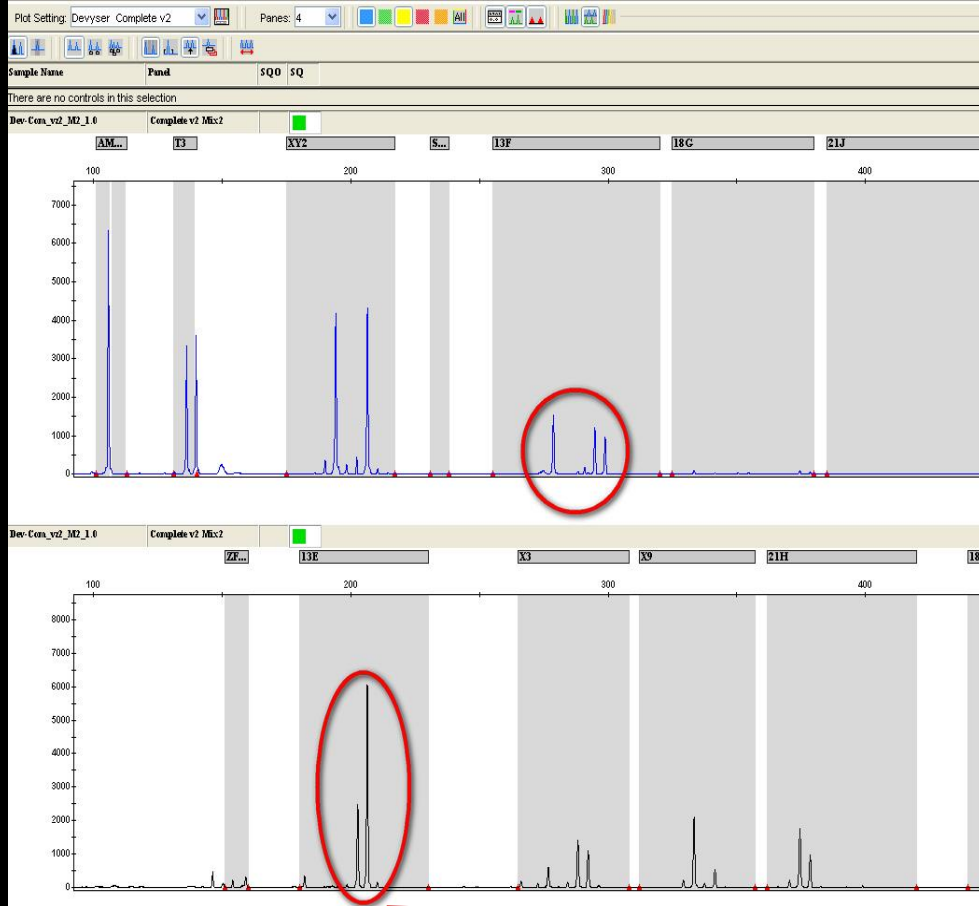 Plot Setting: Devyser Complete v2 Panes: 4 All
Sample Name Panel SQO SQ
There are no controls in this selection
Dev-Com_vz2_M2_1.0 Complete v2 Mix2
AM... T3 XY2 S... 13F 18G 21J
100 200 300 400
7000
6000
5000
4000
3000
2000
1000
0
Dev-Com_vz2_M2_1.0 Complete v2 Mix2
ZF... 13E X3 X9 21H 18
100 200 300 400
8000
7000
6000
5000
4000
3000
2000
1000
0